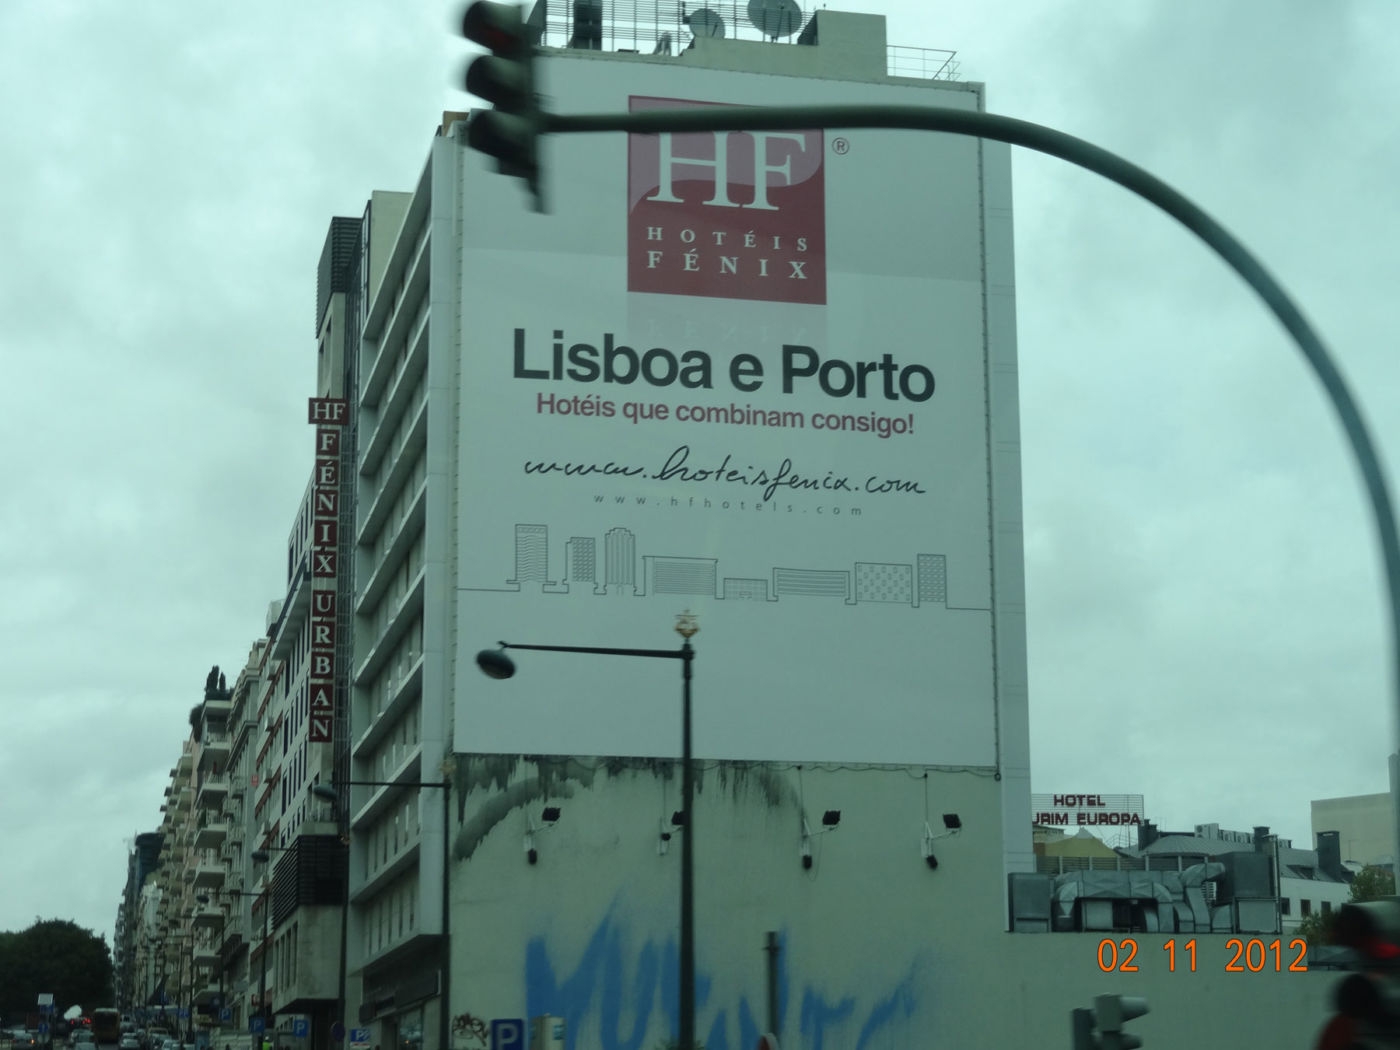 HF
®
HOTÉIS
FÉNIX
Lisboa e Porto
Hotéis que combinam consigo!
www.hoteisfenix.com
www.hfhotels.com
HF
FÉNIX URBAN
HOTEL
URIM EUROPA
02 11 2012
P